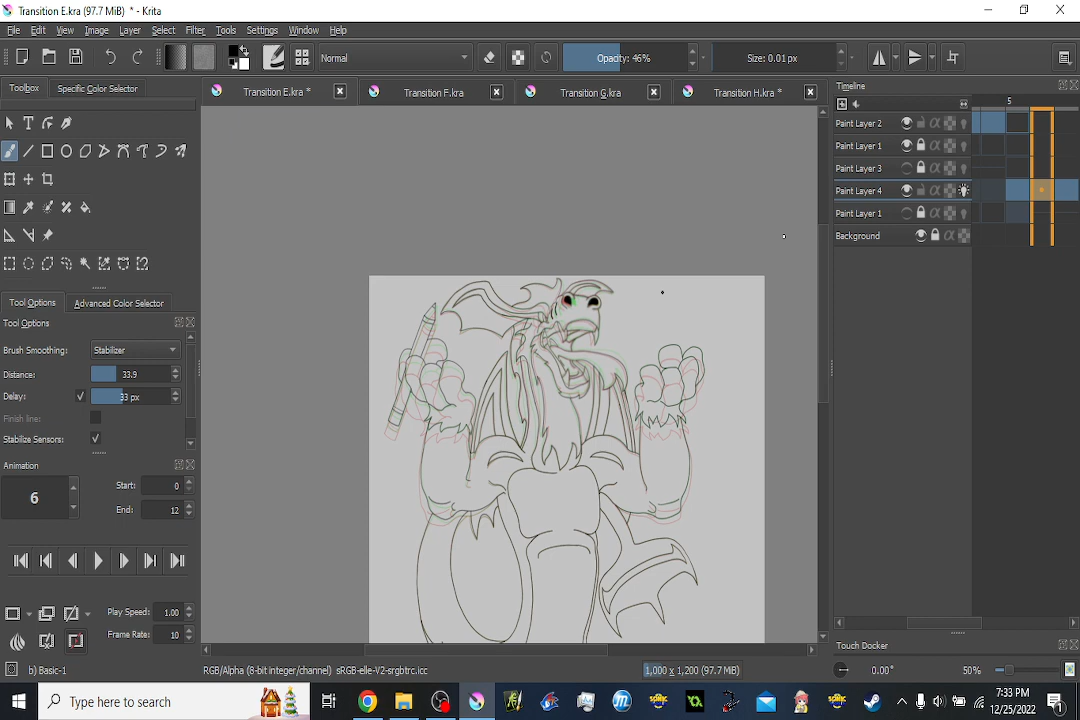 Transition E.kra (97.7 MiB) * - Krita
File Edit View Image Layer Select Filter Tools Settings Window Help
Normal Opacity: 46% Size: 0.01 px
Toolbox Specific Color Selector
Transition E.kra * Transition F.kra Transition G.kra Transition H.kra *
Timeline
5
Paint Layer 2
Paint Layer 1
Paint Layer 3
Paint Layer 4
Paint Layer 1
Background
Tool Options Advanced Color Selector
Tool Options
Brush Smoothing: Stabilizer
Distance: 33.9
Delay: 33 px
Finish line:
Stabilize Sensors:
Animation
6
Start: 0
End: 12
Play Speed: 1.00
Frame Rate: 10
Touch Docker
b) Basic-1
RGB/Alpha (8-bit integer/channel) sRGB-elle-V2-srgbtrc.icc
1,000 x 1,200 (97.7 MiB)
0.00°
50%
Type here to search
7:33 PM
12/25/2022
1